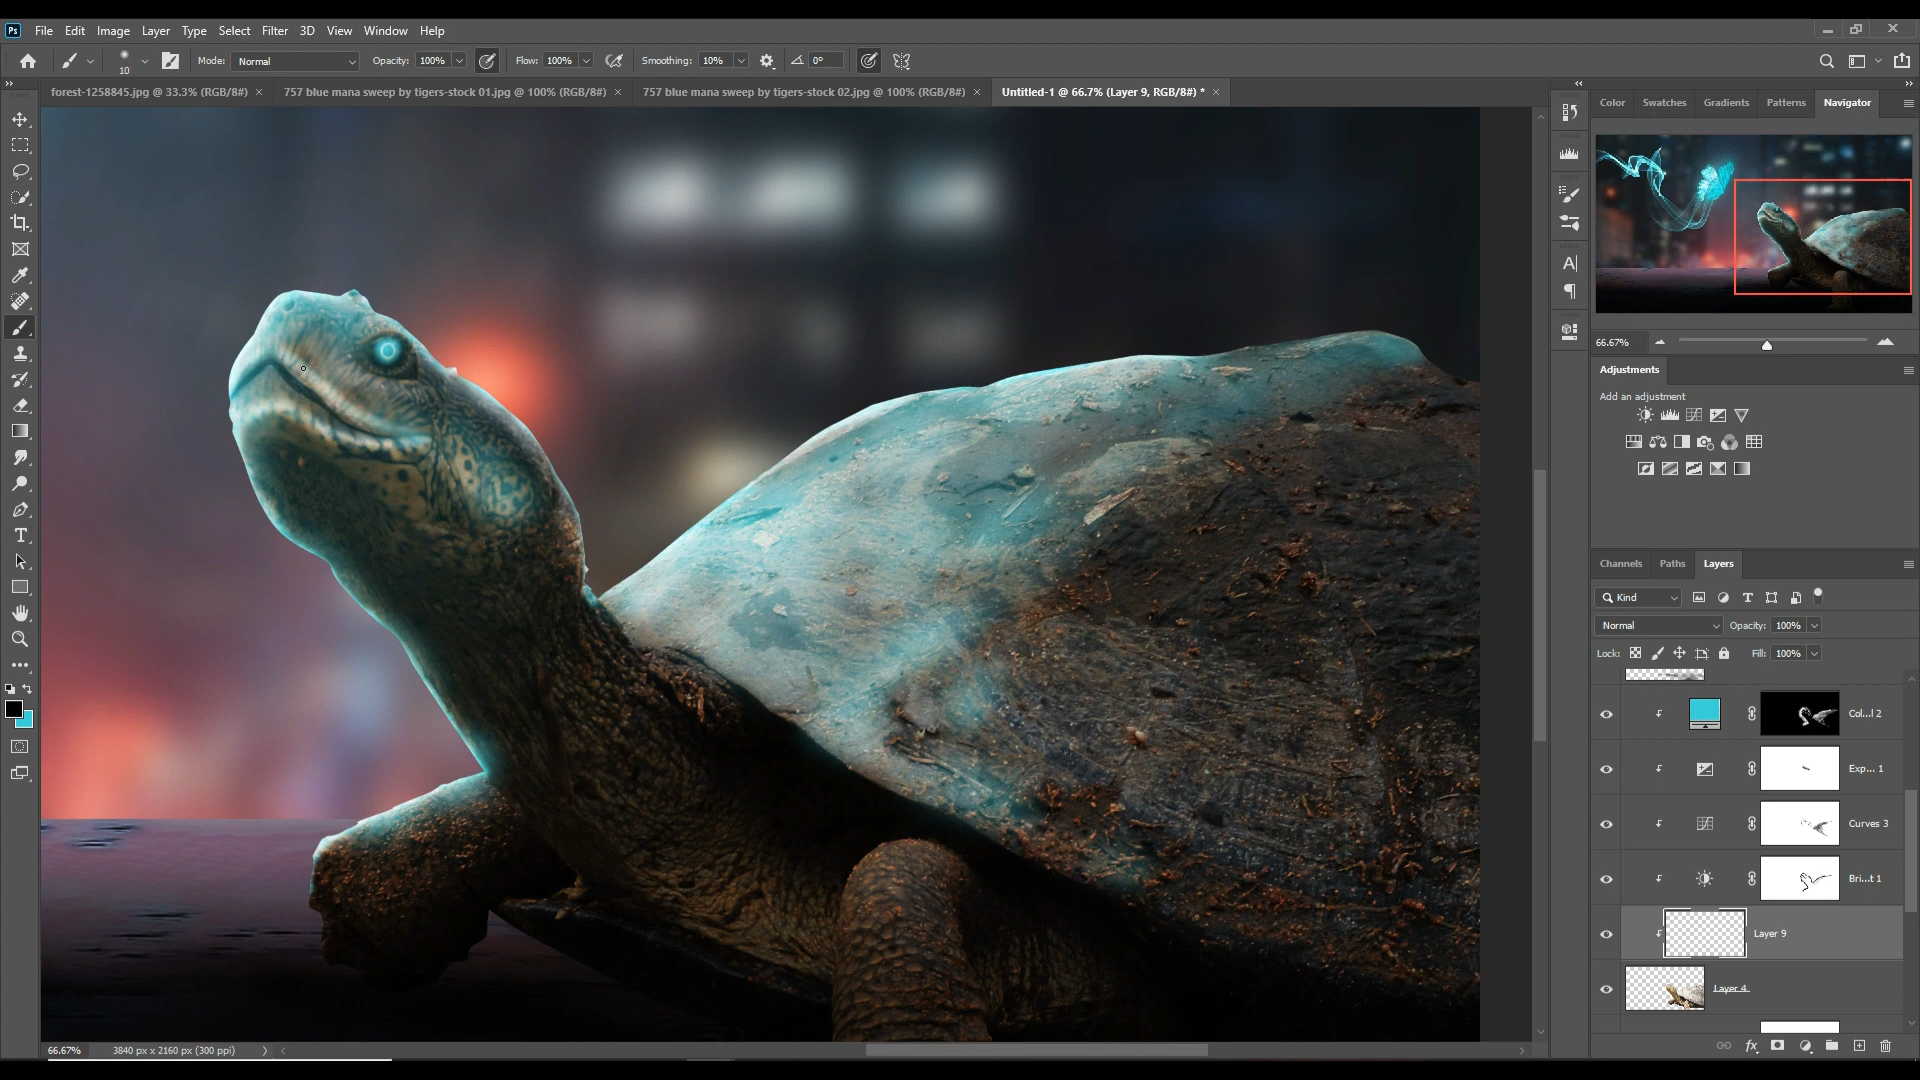 Ps File Edit Image Layer Type Select Filter 3D View Window Help
10 Mode: Normal Opacity: 100% Flow: 100% Smoothing: 10% 0°
forest-1258845.jpg @ 33.3% (RGB/8#) × 757 blue mana sweep by tigers-stock 01.jpg @ 100% (RGB/8#) × 757 blue mana sweep by tigers-stock 02.jpg @ 100% (RGB/8#) × Untitled-1 @ 66.7% (Layer 9, RGB/8#) * ×
Color Swatches Gradients Patterns Navigator
66.67%
Adjustments
Add an adjustment
Channels Paths Layers
Kind
Normal Opacity: 100%
Lock: Fill: 100%
Col...l 2
Exp... 1
Curves 3
Bri...t 1
Layer 9
Layer 4
66.67% 3840 px x 2160 px (300 ppi)